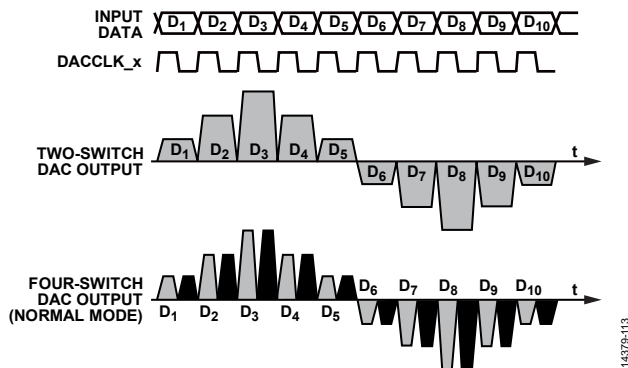 INPUT DATA
D1 D2 D3 D4 D5 D6 D7 D8 D9 D10
DACCLK_x
TWO-SWITCH DAC OUTPUT
D1 D2 D3 D4 D5 D6 D7 D8 D9 D10
t
FOUR-SWITCH DAC OUTPUT (NORMAL MODE)
D1 D2 D3 D4 D5 D6 D7 D8 D9 D10
t
14379-113